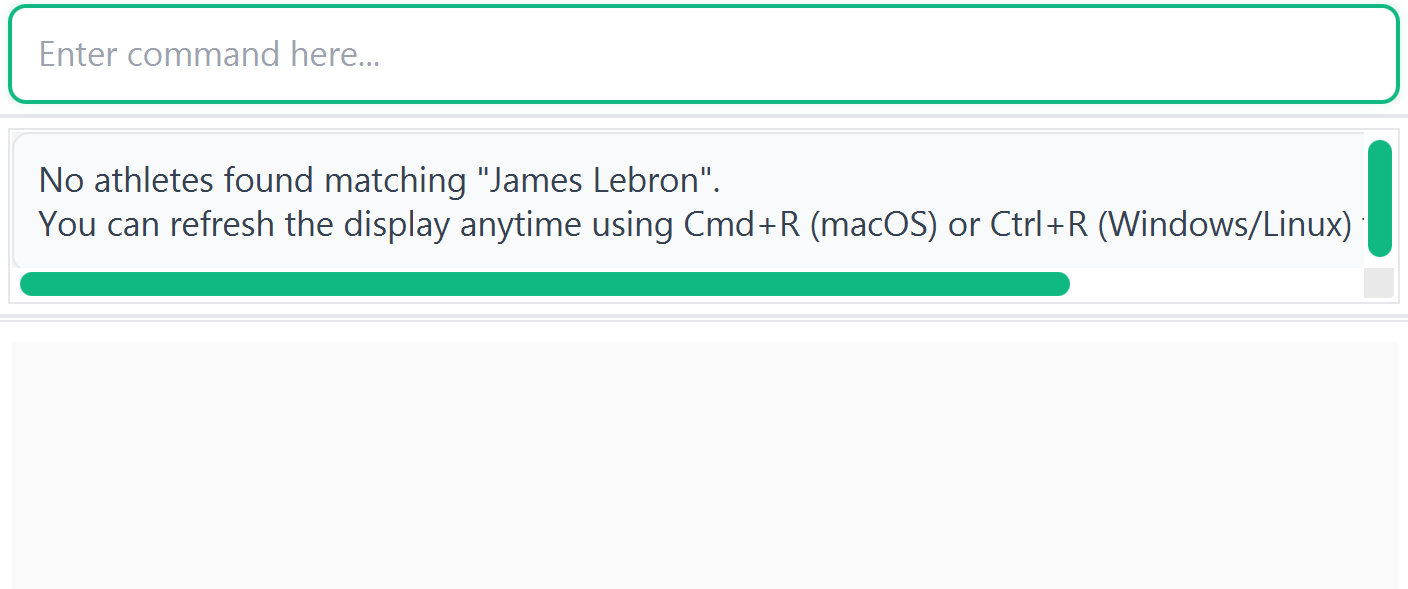 Enter command here...
No athletes found matching "James Lebron".
You can refresh the display anytime using Cmd+R (macOS) or Ctrl+R (Windows/Linux)